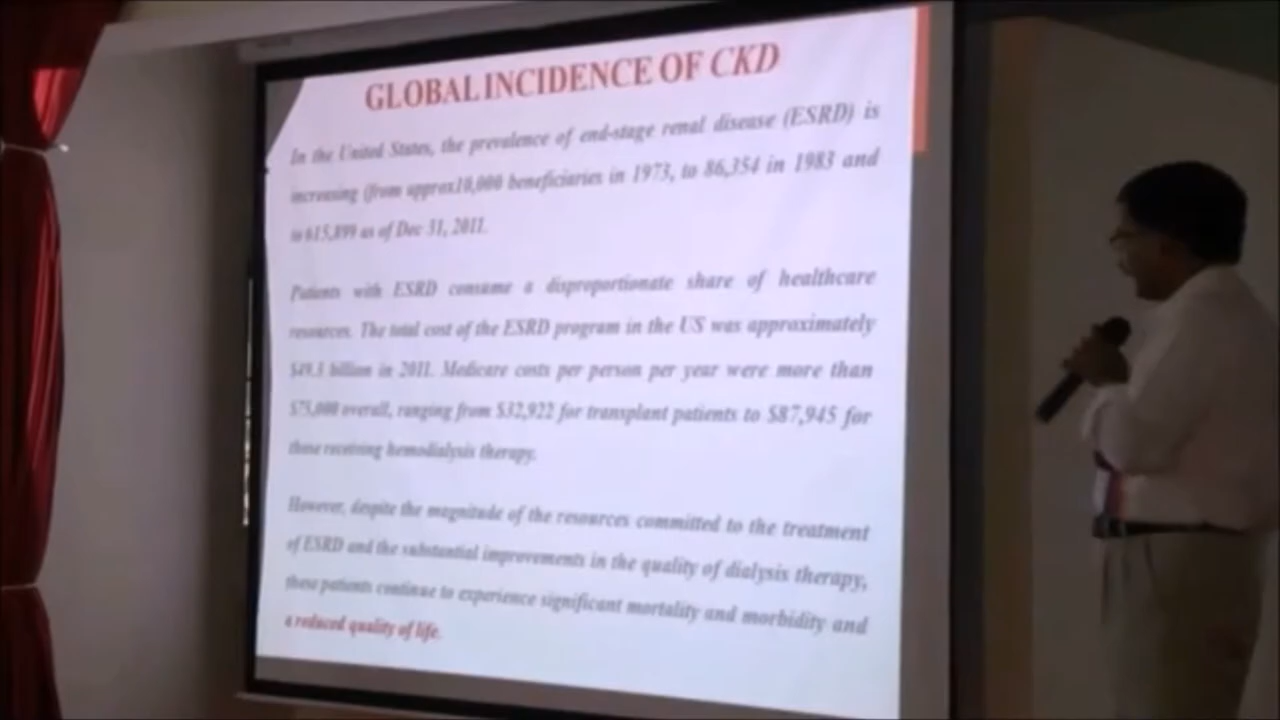 GLOBAL INCIDENCE OF CKD
In the United States, the prevalence of end-stage renal disease (ESRD) is
increasing (from approx10,000 beneficiaries in 1973, to 86,354 in 1983 and
to 615,899 as of Dec 31, 2011.
Patients with ESRD consume a disproportionate share of healthcare
resources. The total cost of the ESRD program in the US was approximately
$49.3 billion in 2011. Medicare costs per person per year were more than
$75,000 overall, ranging from $32,922 for transplant patients to $87,945 for
those receiving hemodialysis therapy.
However, despite the magnitude of the resources committed to the treatment
of ESRD and the substantial improvements in the quality of dialysis therapy,
these patients continue to experience significant mortality and morbidity and
a reduced quality of life.